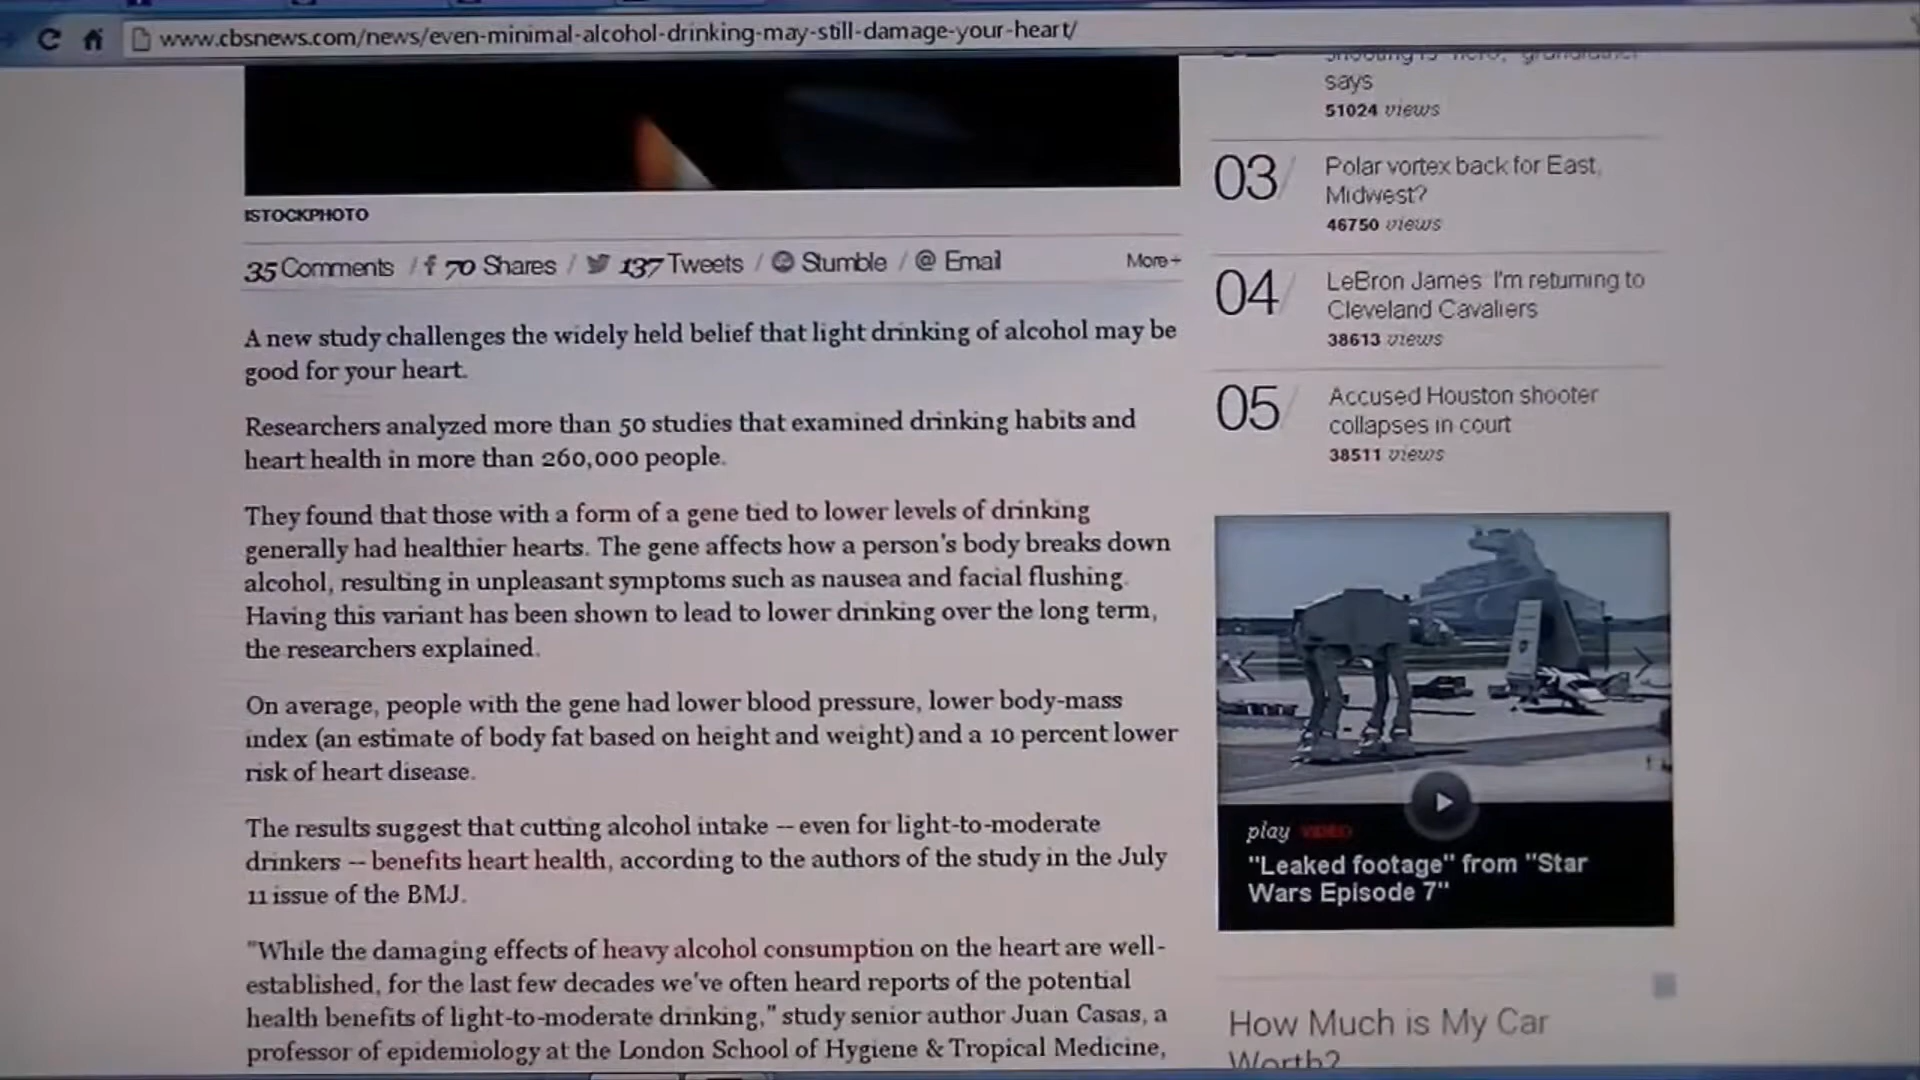 www.cbsnews.com/news/even-minimal-alcohol-drinking-may-still-damage-your-heart/
ISTOCKPHOTO
35 Comments / f 70 Shares / 137 Tweets / Stumble / @ Email
More +
A new study challenges the widely held belief that light drinking of alcohol may be
good for your heart.
Researchers analyzed more than 50 studies that examined drinking habits and
heart health in more than 260,000 people.
They found that those with a form of a gene tied to lower levels of drinking
generally had healthier hearts. The gene affects how a person's body breaks down
alcohol, resulting in unpleasant symptoms such as nausea and facial flushing.
Having this variant has been shown to lead to lower drinking over the long term,
the researchers explained.
On average, people with the gene had lower blood pressure, lower body-mass
index (an estimate of body fat based on height and weight) and a 10 percent lower
risk of heart disease.
The results suggest that cutting alcohol intake -- even for light-to-moderate
drinkers -- benefits heart health, according to the authors of the study in the July
11 issue of the BMJ.
"While the damaging effects of heavy alcohol consumption on the heart are well-
established, for the last few decades we've often heard reports of the potential
health benefits of light-to-moderate drinking," study senior author Juan Casas, a
professor of epidemiology at the London School of Hygiene & Tropical Medicine,
shooting is "hero," grandfather
says
51024 views
03/
Polar vortex back for East,
Midwest?
46750 views
04/
LeBron James: I'm returning to
Cleveland Cavaliers
38613 views
05/
Accused Houston shooter
collapses in court
38511 views
play VIDEO
"Leaked footage" from "Star
Wars Episode 7"
How Much is My Car
Worth?